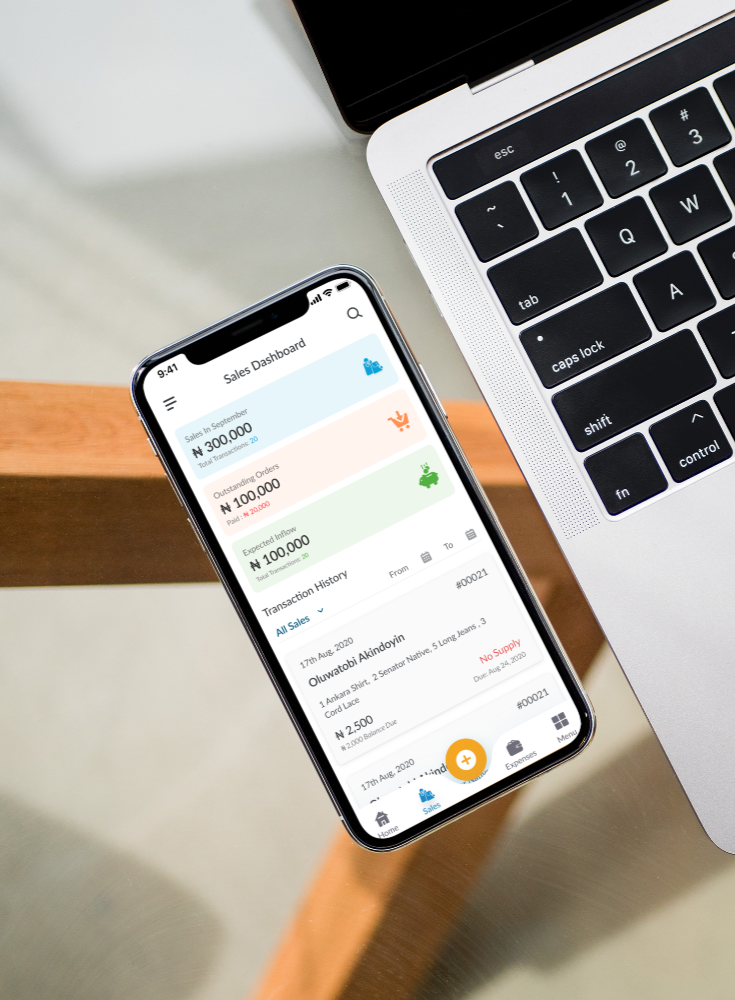 9:41
Sales Dashboard
Sales In September
₦ 300,000
Total Transactions: 20
Outstanding Orders
₦ 100,000
Paid : ₦ 20,000
Expected Inflow
₦ 100,000
Total Transactions: 20
Transaction History
From
To
All Sales
17th Aug, 2020
#00021
Oluwatobi Akindoyin
1 Ankara Shirt, 2 Senator Native, 5 Long Jeans , 3
Cord Lace
₦ 2,500
No Supply
₦ 2,000 Balance Due
Due: Aug 24, 2020
17th Aug, 2020
#00021
Home
Sales
Expenses
Menu
esc
~
`
!
1
@
2
#
3
tab
Q
W
caps lock
A
shift
fn
^
control